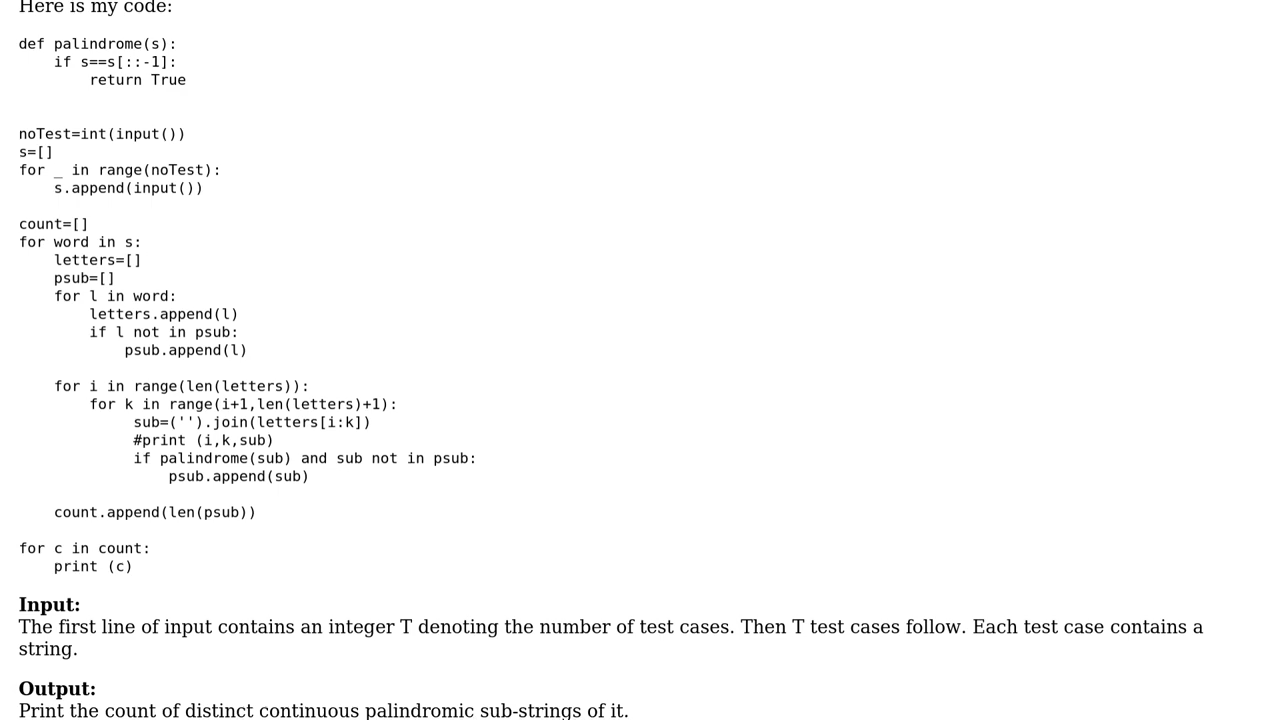 Here is my code:
def palindrome(s):
    if s==s[::-1]:
        return True
noTest=int(input())
s=[]
for _ in range(noTest):
    s.append(input())
count=[]
for word in s:
    letters=[]
    psub=[]
    for l in word:
        letters.append(l)
        if l not in psub:
            psub.append(l)
    for i in range(len(letters)):
        for k in range(i+1,len(letters)+1):
             sub=('').join(letters[i:k])
             #print (i,k,sub)
             if palindrome(sub) and sub not in psub:
                 psub.append(sub)
    count.append(len(psub))
for c in count:
    print (c)
Input:
The first line of input contains an integer T denoting the number of test cases. Then T test cases follow. Each test case contains a
string.
Output:
Print the count of distinct continuous palindromic sub-strings of it.